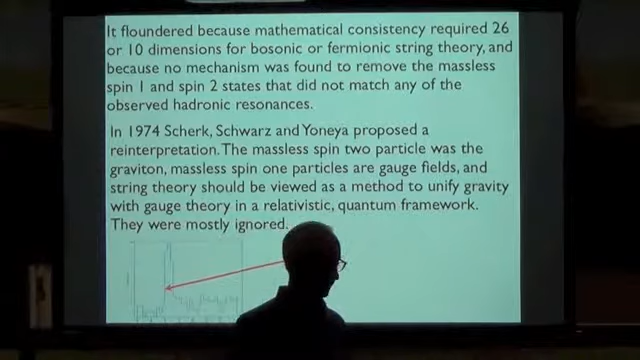 It floundered because mathematical consistency required 26
or 10 dimensions for bosonic or fermionic string theory, and
because no mechanism was found to remove the massless
spin 1 and spin 2 states that did not match any of the
observed hadronic resonances.
In 1974 Scherk, Schwarz and Yoneya proposed a
reinterpretation. The massless spin two particle was the
graviton, massless spin one particles are gauge fields, and
string theory should be viewed as a method to unify gravity
with gauge theory in a relativistic, quantum framework.
They were mostly ignored.